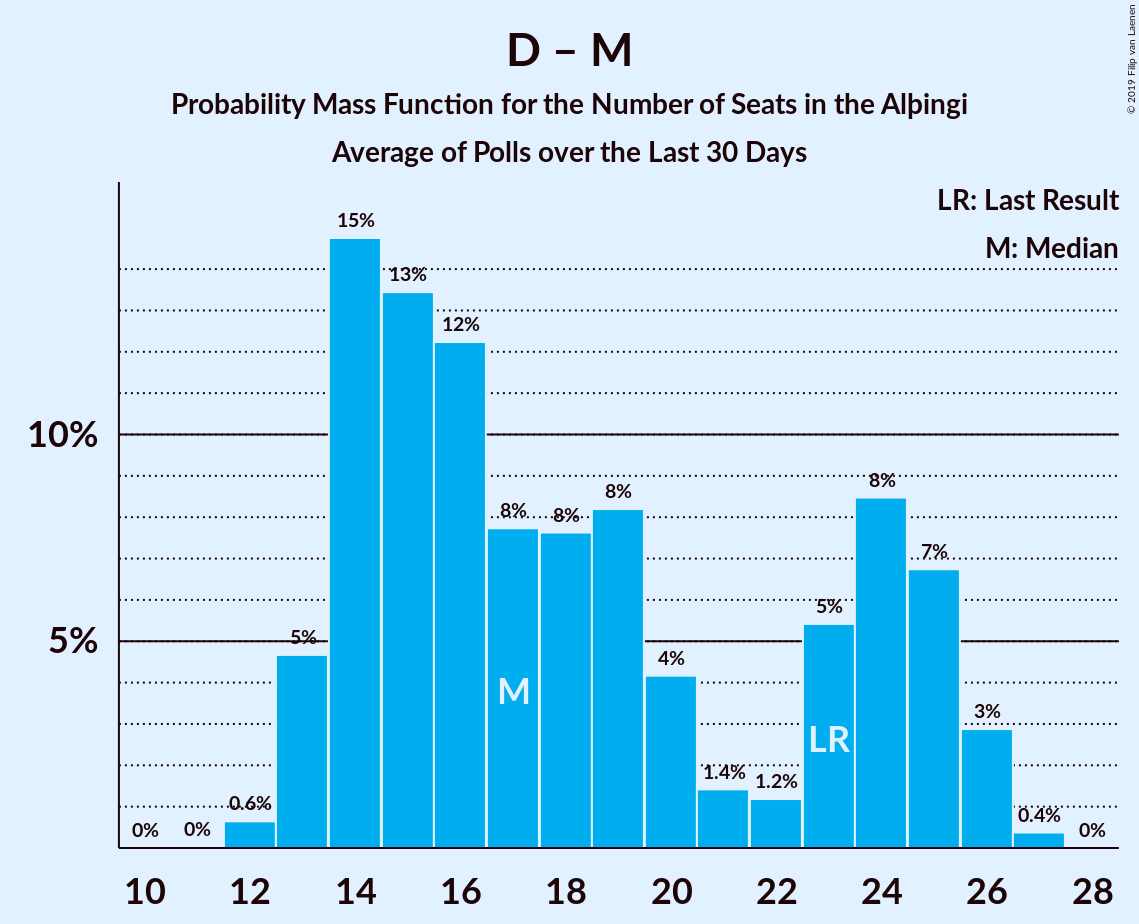 D – M
Probability Mass Function for the Number of Seats in the Alþingi
Average of Polls over the Last 30 Days
© 2019 Filip van Laenen
LR: Last Result
M: Median
10%
5%
0%
0%
0.6%
5%
15%
13%
12%
8%
8%
8%
4%
1.4%
1.2%
5%
8%
7%
3%
0.4%
0%
M
LR
10 12 14 16 18 20 22 24 26 28